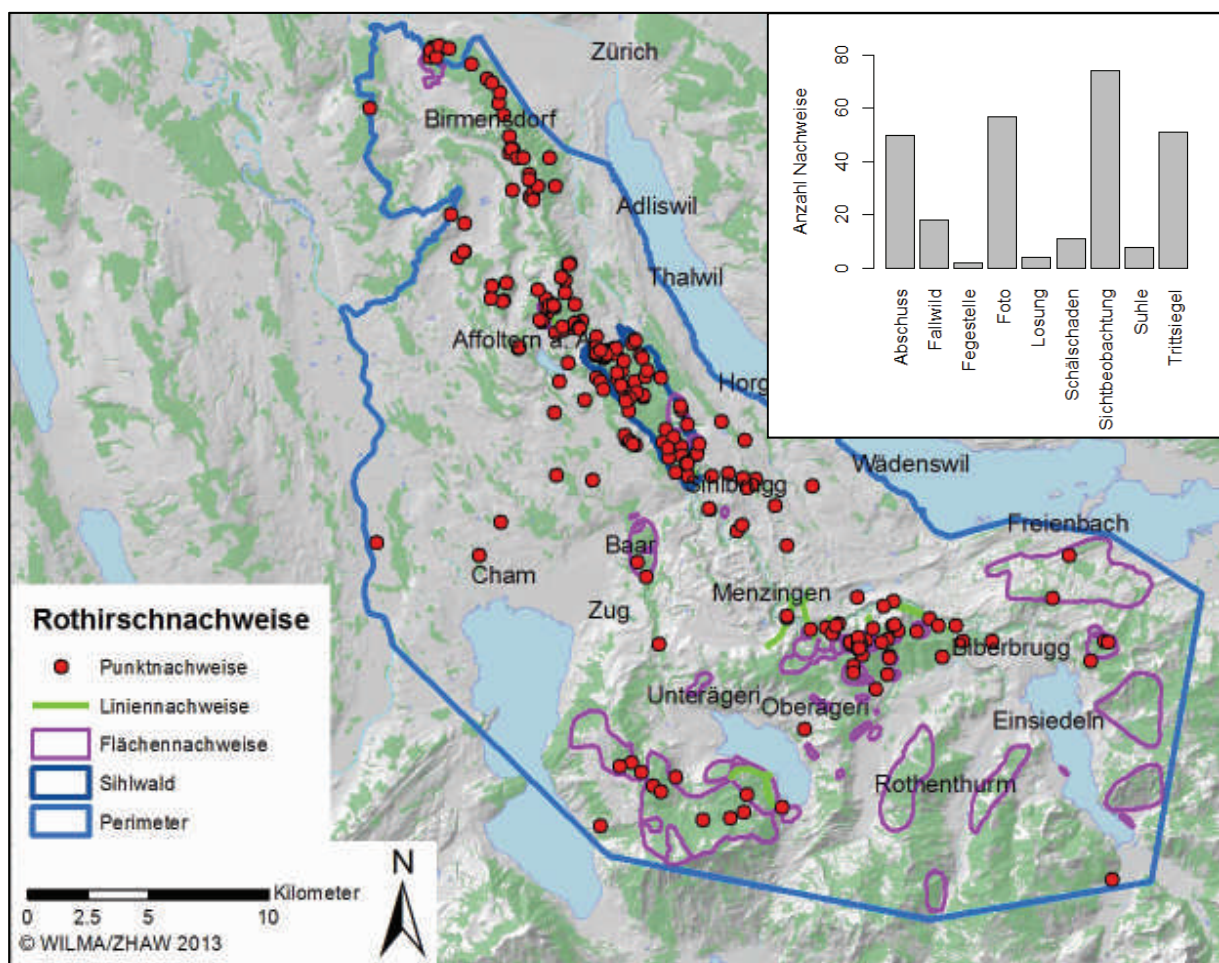 Zürich
Birmensdorf
Adliswil
Thalwil
Affoltern a. A
Horg
Wädenswil
Sihlbrugg
Freienbach
Baar
Cham
Menzingen
Zug
Biberbrugg
Unterägeri
Oberägeri
Einsiedeln
Rothenthurm
Anzahl Nachweise
80
60
40
20
0
Abschuss
Fallwild
Fegestelle
Foto
Losung
Schälschaden
Sichtbeobachtung
Suhle
Trittsiegel
Rothirschnachweise
Punktnachweise
Liniennachweise
Flächennachweise
Sihlwald
Perimeter
Kilometer
0 2.5 5 10
© WILMA/ZHAW 2013
N